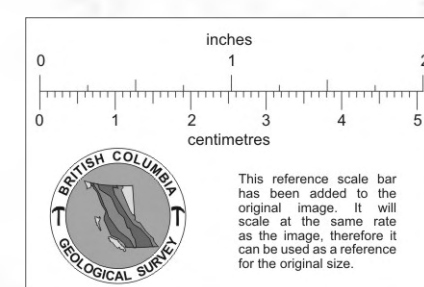 inches
0 1 2
0 1 2 3 4 5
centimetres
BRITISH COLUMBIA
GEOLOGICAL SURVEY
This reference scale bar
has been added to the
original image. It will
scale at the same rate
as the image, therefore it
can be used as a reference
for the original size.